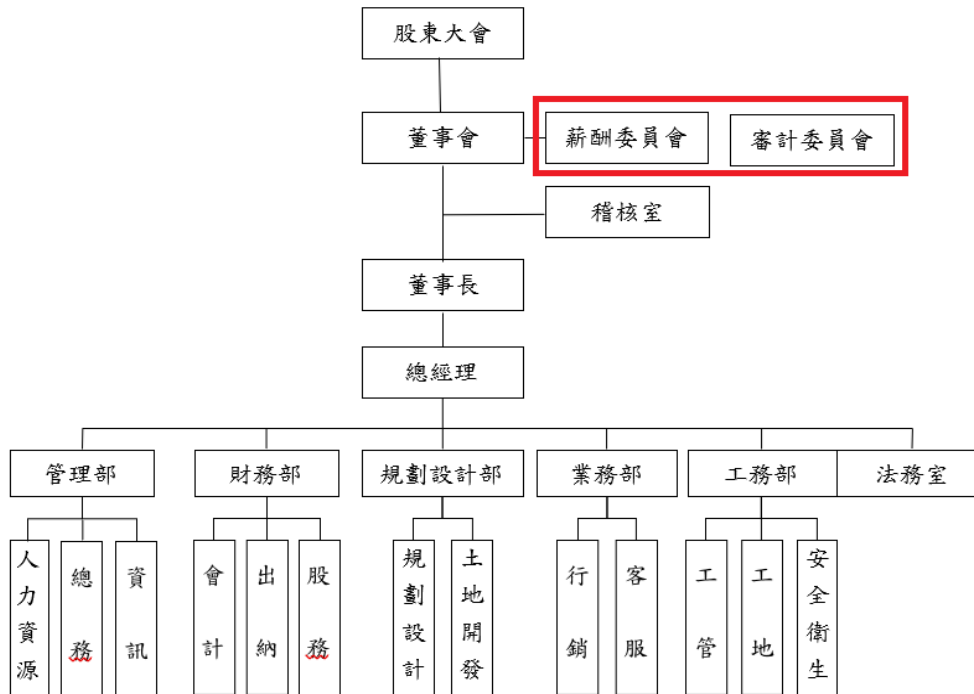 股東大會
董事會
薪酬委員會
審計委員會
稽核室
董事長
總經理
管理部
財務部
規劃設計部
業務部
工務部
法務室
人力資源
總務
資訊
會計
出納
股務
規劃設計
土地開發
行銷
客服
工管
工地
安全衛生